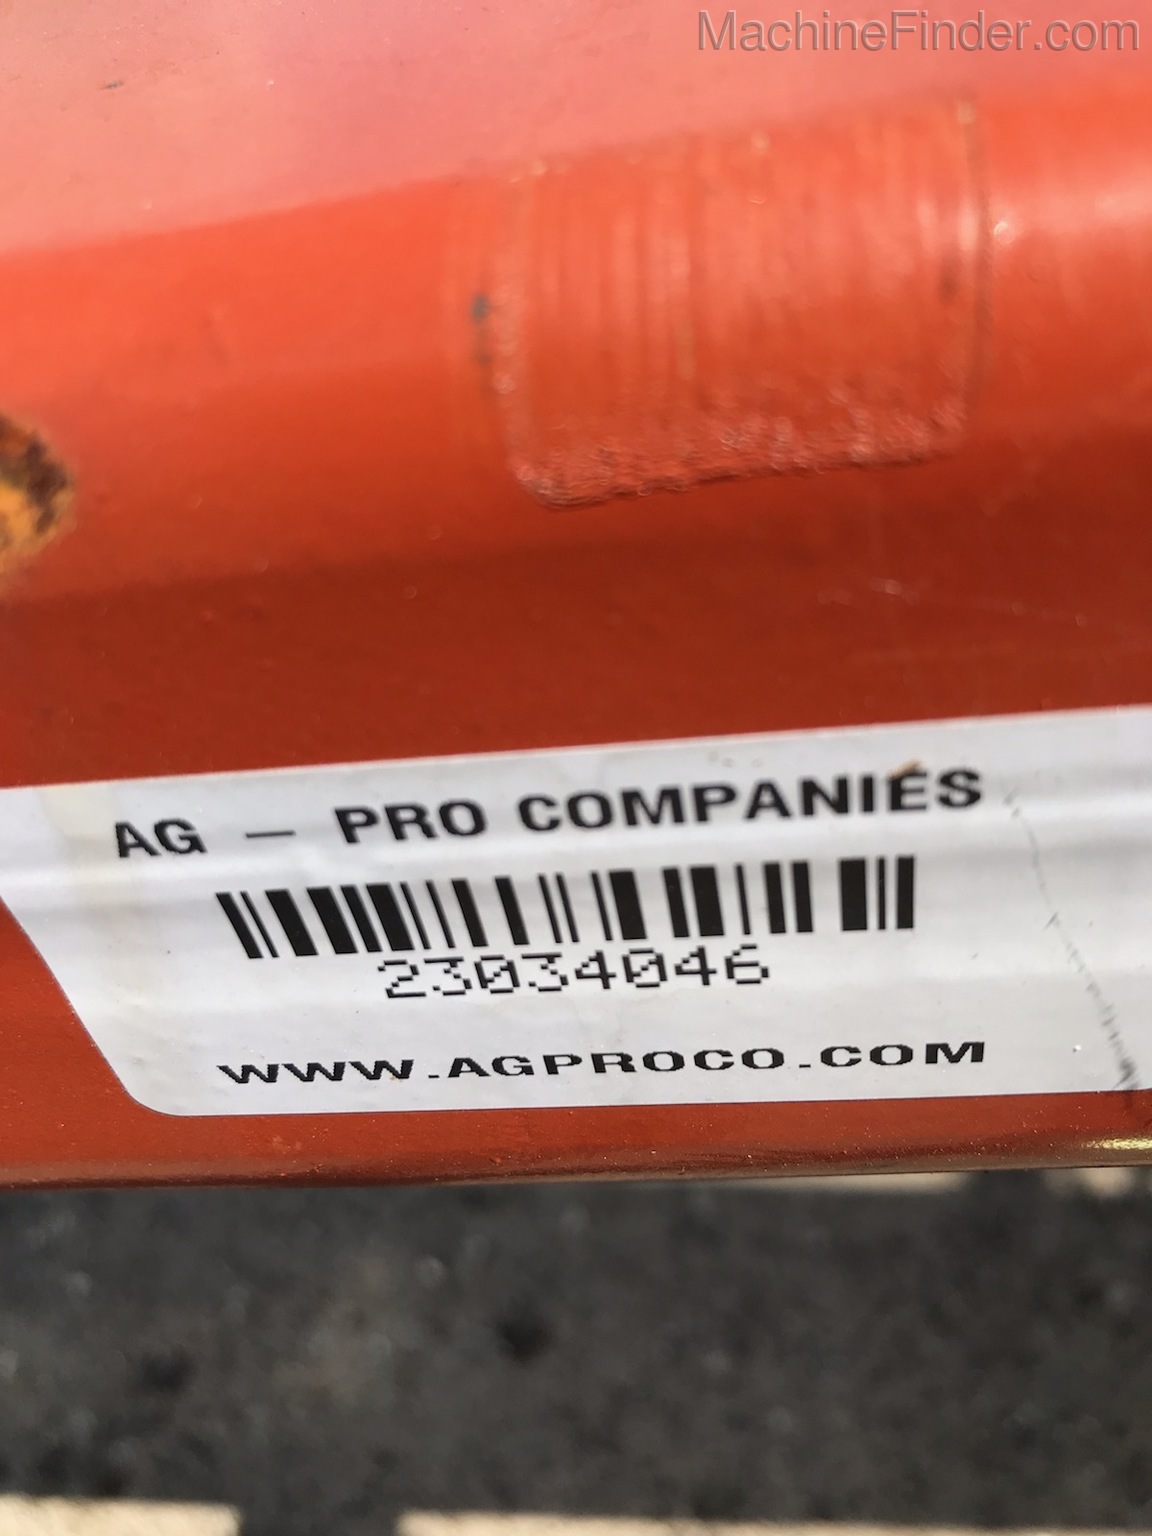 MachineFinder.com
AG - PRO COMPANIES
23034046
WWW.AGPROCO.COM